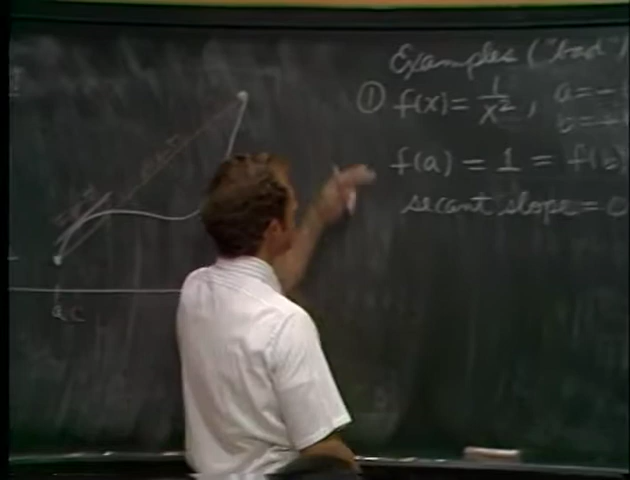 Examples ("bad")
① f(x) = 1/x², a = -
b = +
f(a) = 1 = f(b)
secant slope = 0
a c